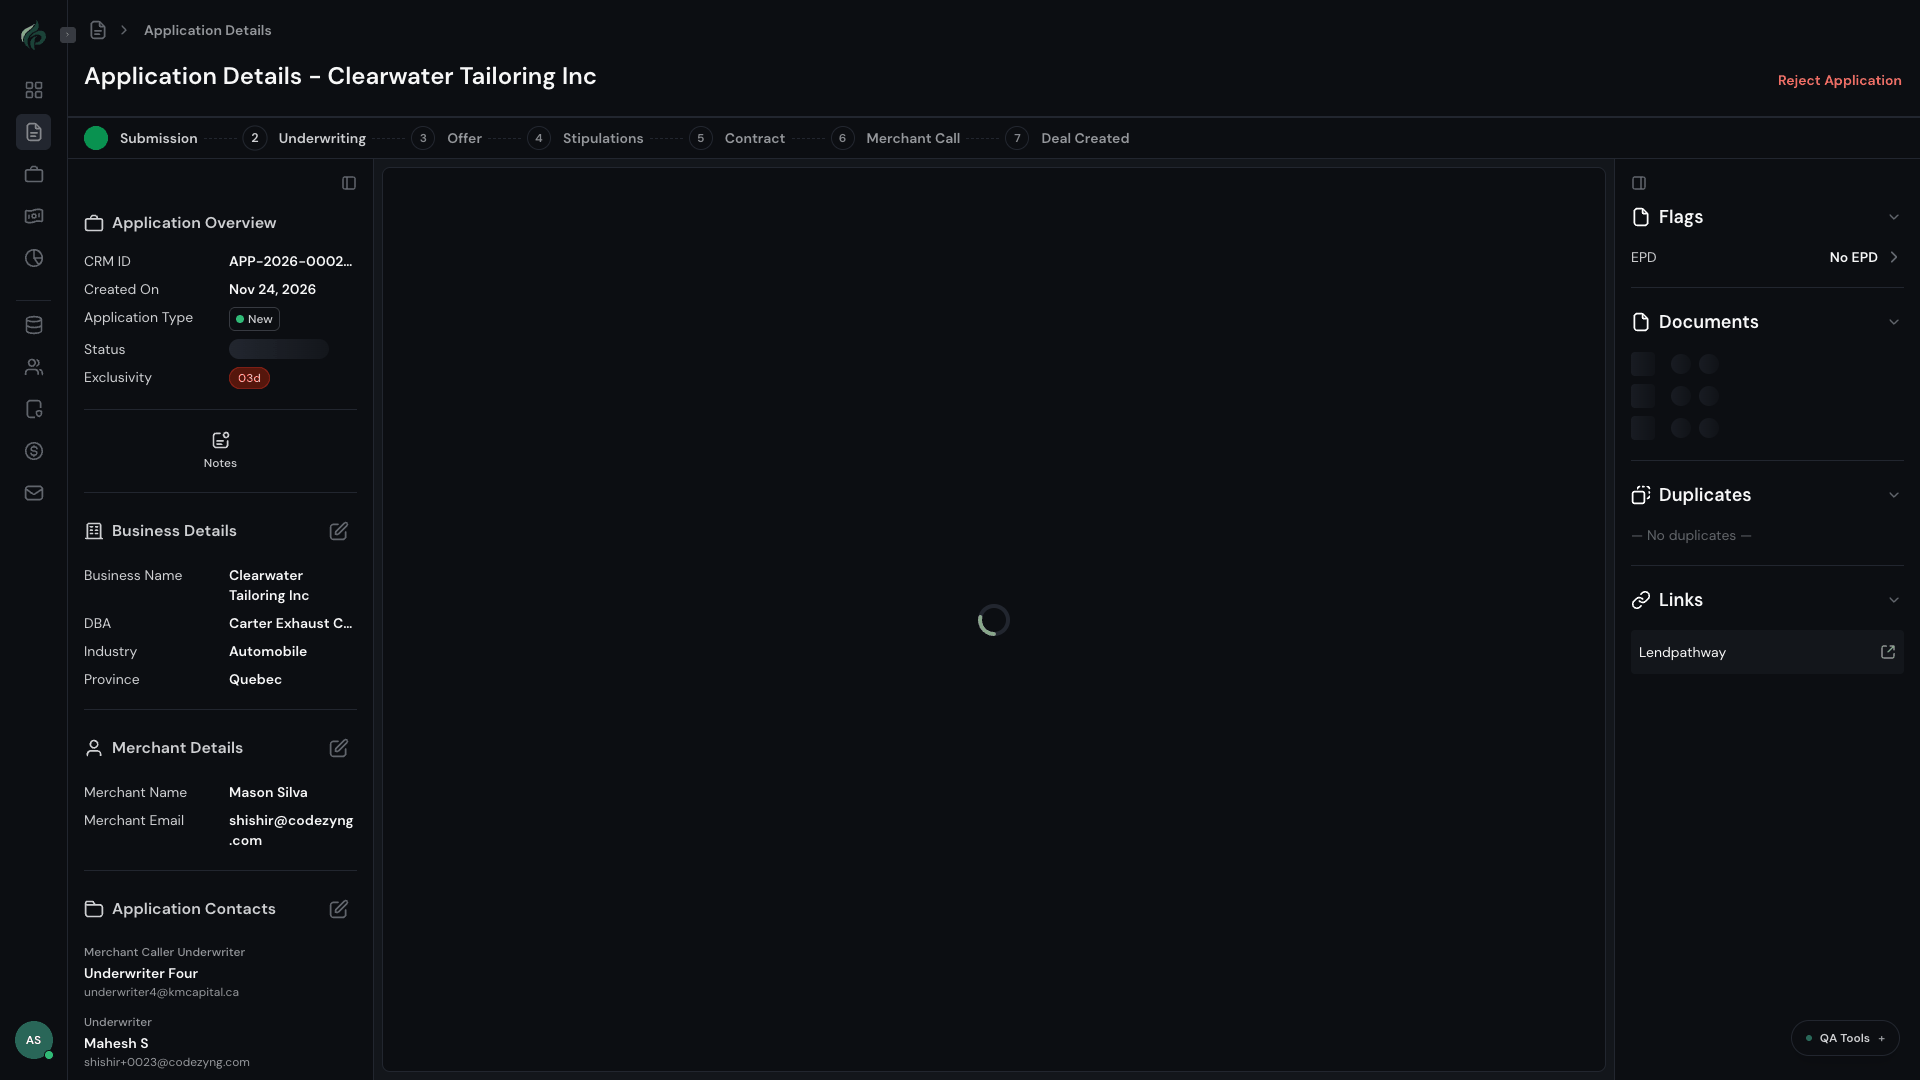 Application Details
Application Details – Clearwater Tailoring Inc
Reject Application
Submission
2 Underwriting
3 Offer
4 Stipulations
5 Contract
6 Merchant Call
7 Deal Created
Application Overview
CRM ID APP-2026-0002...
Created On Nov 24, 2026
Application Type New
Status
Exclusivity 03d
Notes
Business Details
Business Name Clearwater
Tailoring Inc
DBA Carter Exhaust C...
Industry Automobile
Province Quebec
Merchant Details
Merchant Name Mason Silva
Merchant Email shishir@codezyng
.com
Application Contacts
Merchant Caller Underwriter
Underwriter Four
underwriter4@kmcapital.ca
Underwriter
Mahesh S
shishir+0023@codezyng.com
AS
Flags
EPD No EPD
Documents
Duplicates
— No duplicates —
Links
Lendpathway
QA Tools +